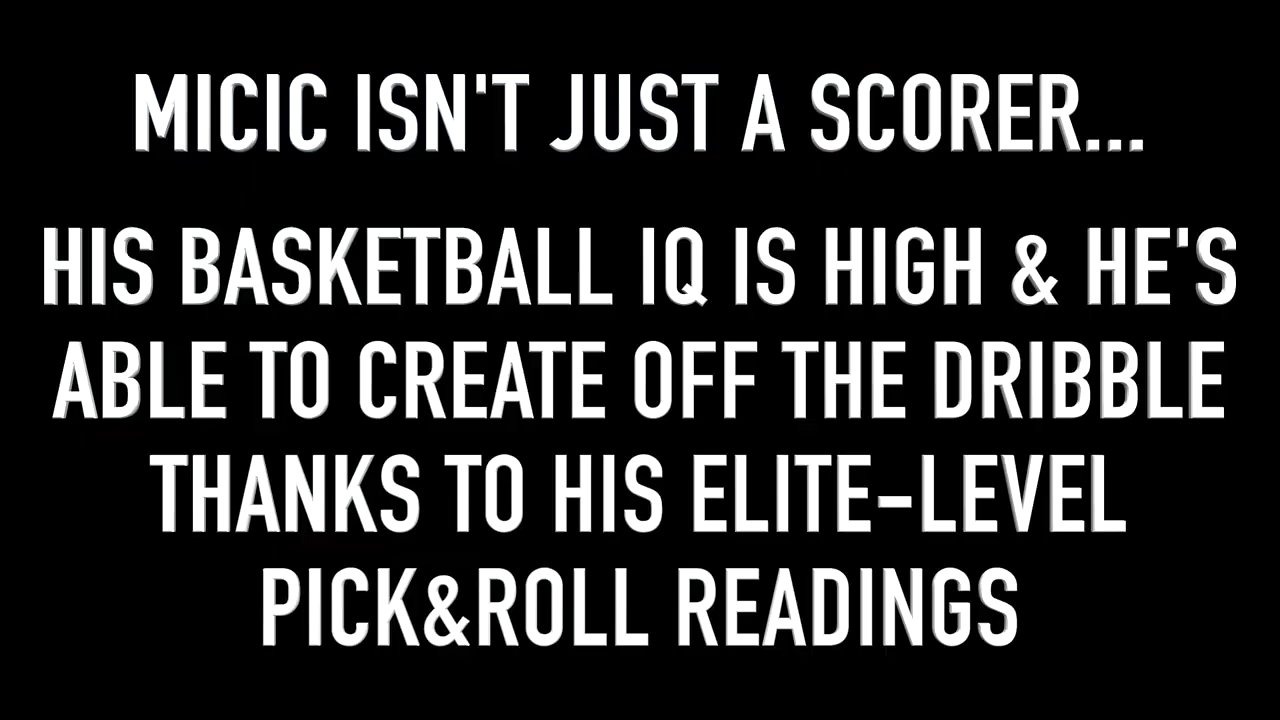 MICIC ISN'T JUST A SCORER...
HIS BASKETBALL IQ IS HIGH & HE'S
ABLE TO CREATE OFF THE DRIBBLE
THANKS TO HIS ELITE-LEVEL
PICK&ROLL READINGS